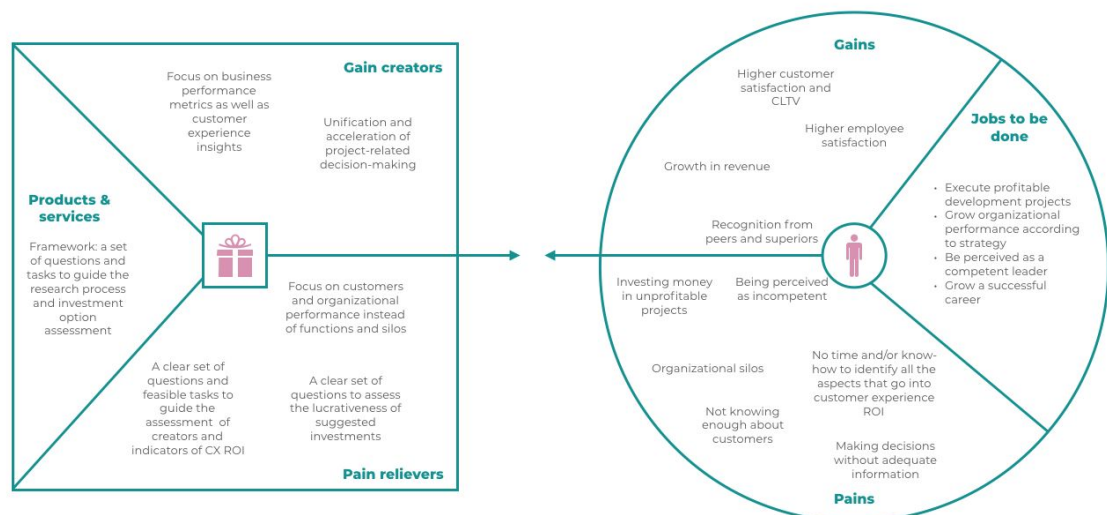 Gain creators
Focus on business
performance
metrics as well as
customer
experience
insights
Unification and
acceleration of
project-related
decision-making
Products &
services
Framework: a set
of questions and
tasks to guide the
research process
and investment
option
assessment
Focus on customers
and organizational
performance instead
of functions and silos
A clear set of
questions and
feasible tasks to
guide the
assessment of
creators and
indicators of CX ROI
A clear set of
questions to assess
the lucrativeness of
suggested
investments
Pain relievers
Gains
Higher customer
satisfaction and
CLTV
Higher employee
satisfaction
Growth in revenue
Recognition from
peers and superiors
Jobs to be
done
• Execute profitable
development projects
• Grow organizational
performance according
to strategy
• Be perceived as a
competent leader
• Grow a successful
career
Investing money
in unprofitable
projects
Being perceived
as incompetent
Organizational silos
No time and/or know-
how to identify all the
aspects that go into
customer experience
ROI
Not knowing
enough about
customers
Making decisions
without adequate
information
Pains